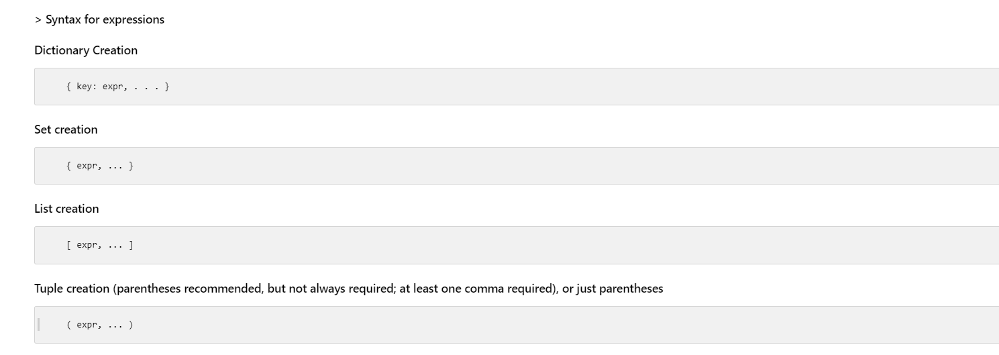 > Syntax for expressions
Dictionary Creation
{ key: expr, . . . }
Set creation
{ expr, ... }
List creation
[ expr, ... ]
Tuple creation (parentheses recommended, but not always required; at least one comma required), or just parentheses
( expr, ... )